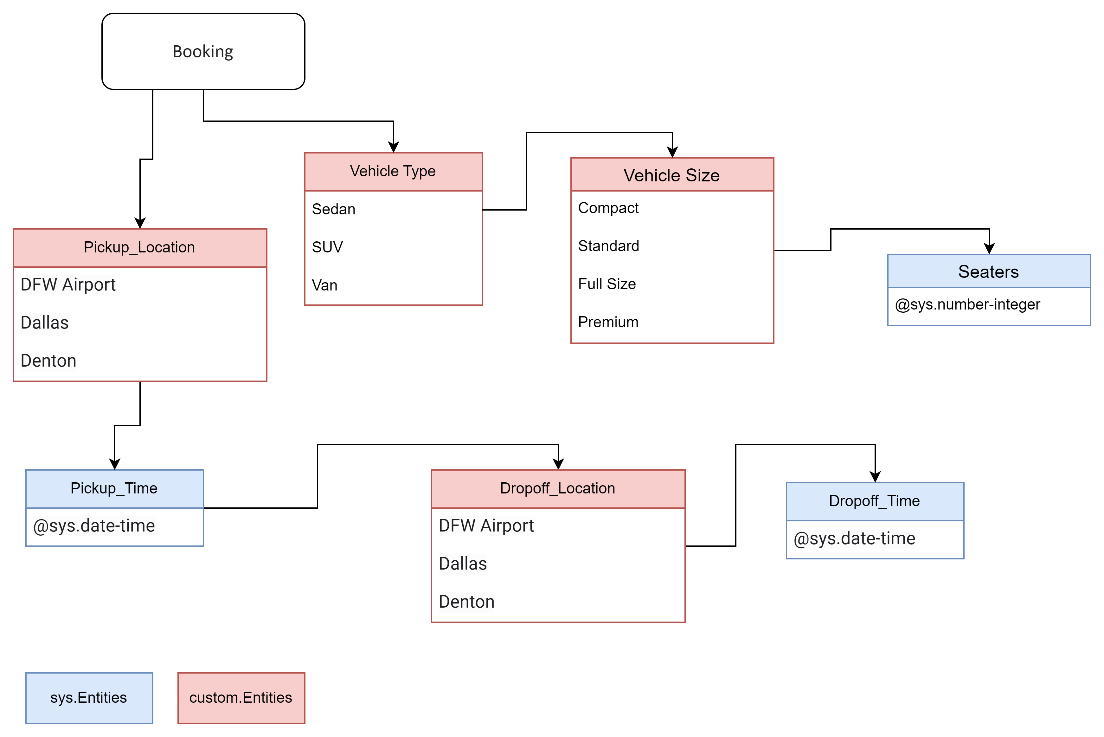 Booking
Vehicle Type
Sedan
SUV
Van
Vehicle Size
Compact
Standard
Full Size
Premium
Seaters
@sys.number-integer
Pickup_Location
DFW Airport
Dallas
Denton
Pickup_Time
@sys.date-time
Dropoff_Location
DFW Airport
Dallas
Denton
Dropoff_Time
@sys.date-time
sys.Entities
custom.Entities